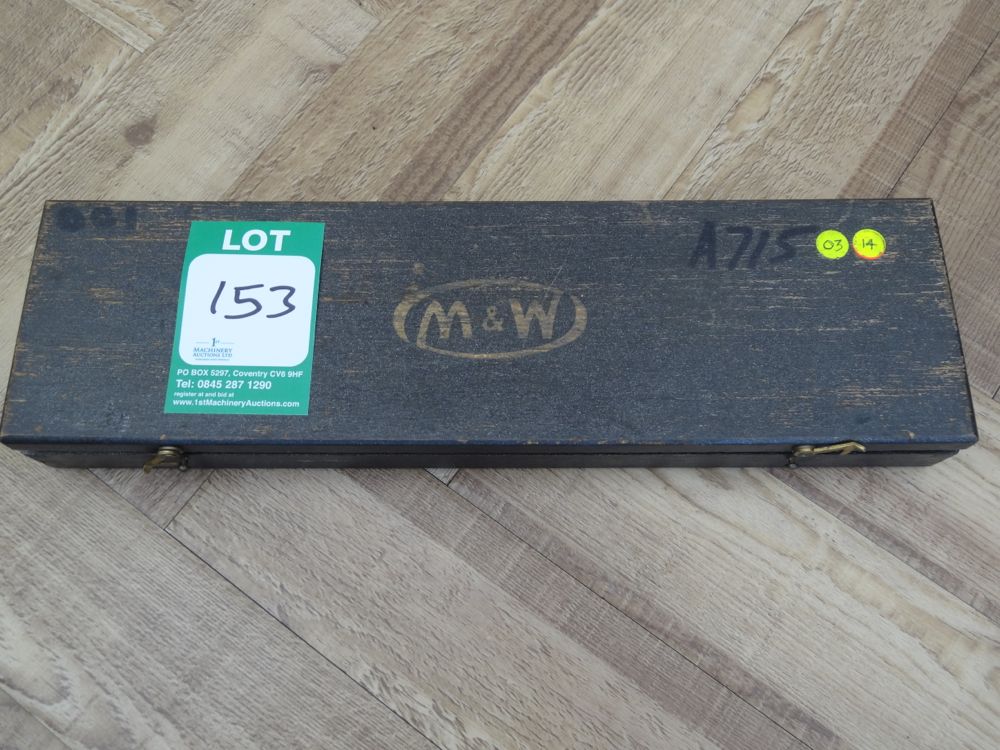 001
LOT
153
1st
MACHINERY
AUCTIONS LTD
PO BOX 5297, Coventry CV6 9HF
Tel: 0845 287 1290
register at and bid at
www.1stMachineryAuctions.com
M & W
A715
03
14